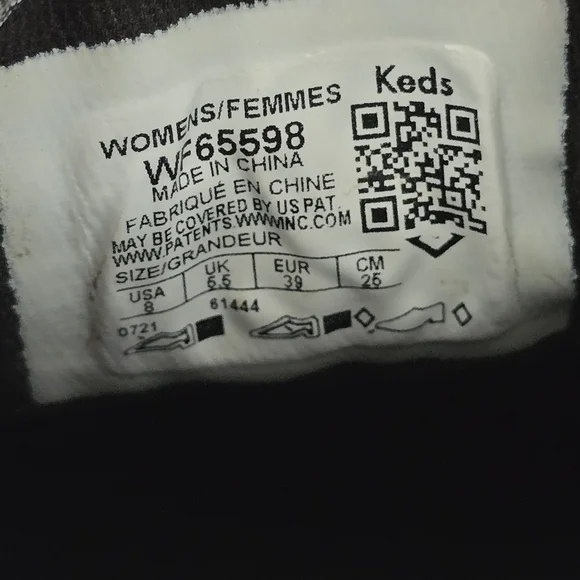 Keds
WOMENS/FEMMES
WF65598
MADE IN CHINA
FABRIQUÉ EN CHINE
MAY BE COVERED BY US PAT.
WWW.PATENTS.WWWINC.COM
SIZE/GRANDEUR
USA UK EUR CM
8 5.5 39 25
0721 61444